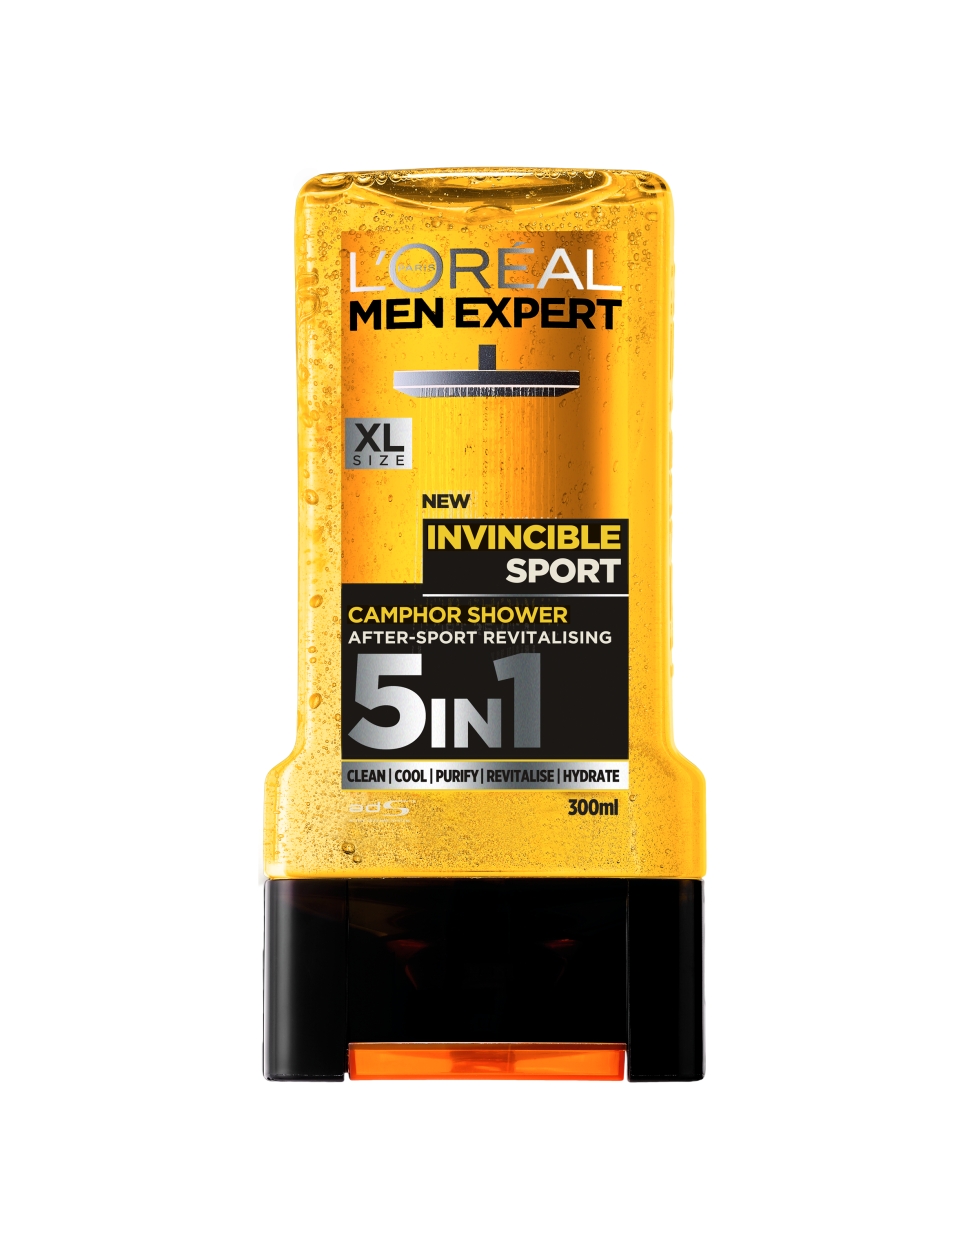 L'ORÉAL
PARIS
MEN EXPERT
XL
SIZE
NEW
INVINCIBLE
SPORT
CAMPHOR SHOWER
AFTER-SPORT REVITALISING
5IN1
CLEAN | COOL | PURIFY | REVITALISE | HYDRATE
300ml